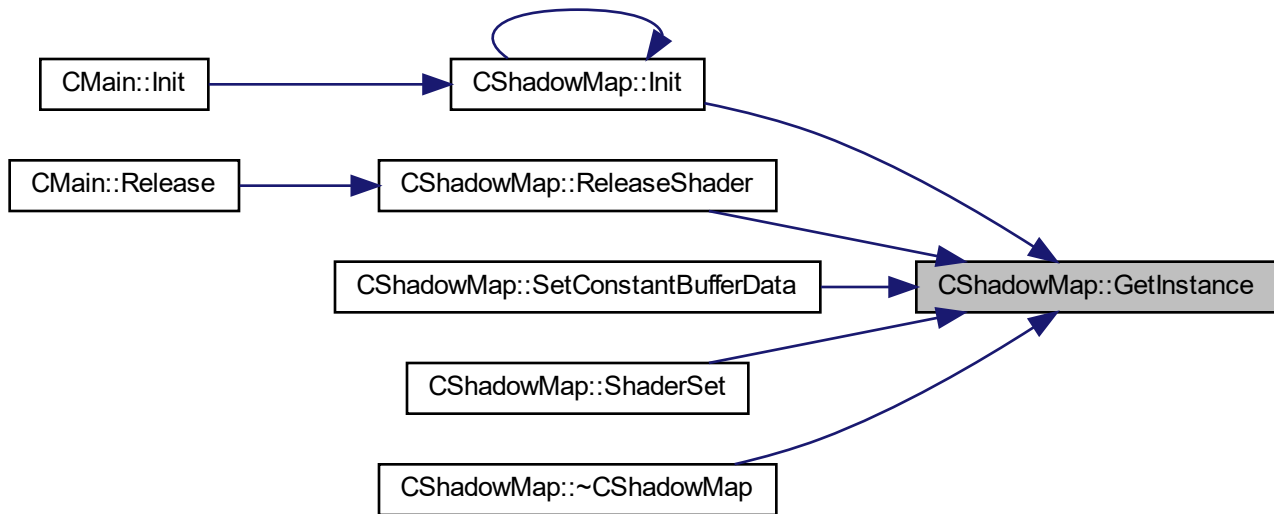 CMain::Init
CShadowMap::Init
CMain::Release
CShadowMap::ReleaseShader
CShadowMap::SetConstantBufferData
CShadowMap::GetInstance
CShadowMap::ShaderSet
CShadowMap::~CShadowMap